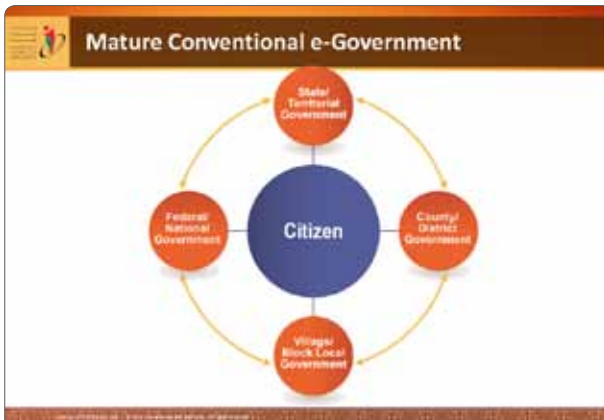 Mature Conventional e-Government
State/
Territorial
Government
Federal/
National
Government
Citizen
County/
District
Government
Village/
Block Local
Government